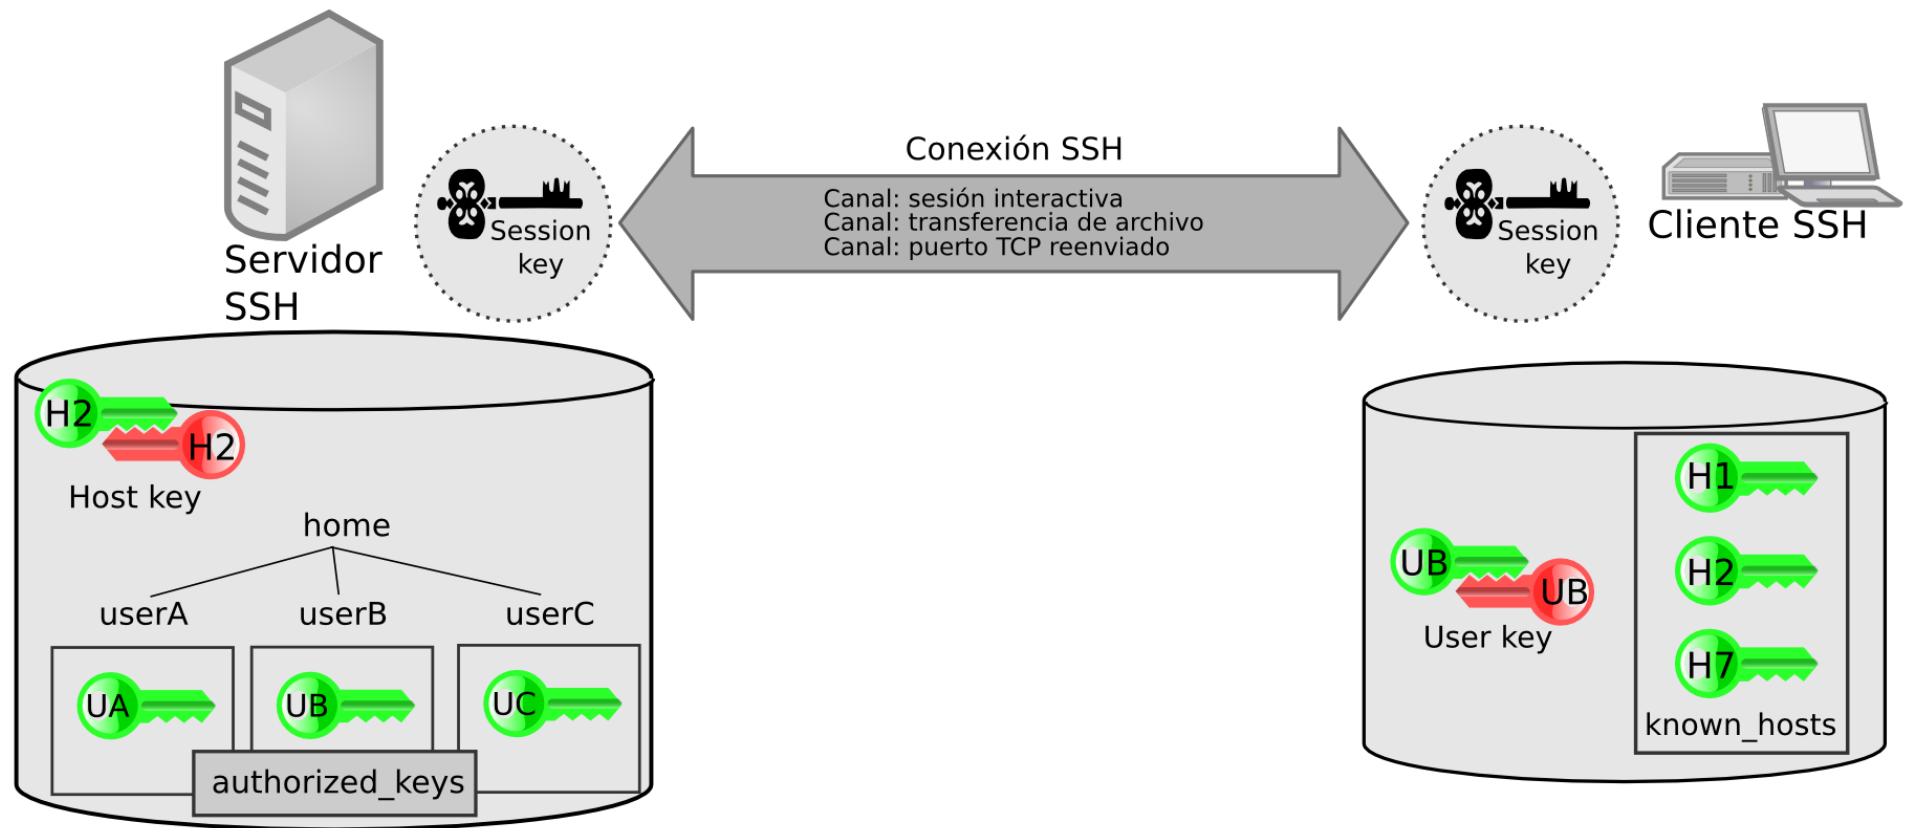 Conexión SSH
Canal: sesión interactiva
Canal: transferencia de archivo
Canal: puerto TCP reenviado
Servidor
SSH
Session
key
Session
key
Cliente SSH
H2
H2
Host key
home
userA
userB
userC
UA
UB
UC
authorized_keys
UB
UB
User key
H1
H2
H7
known_hosts